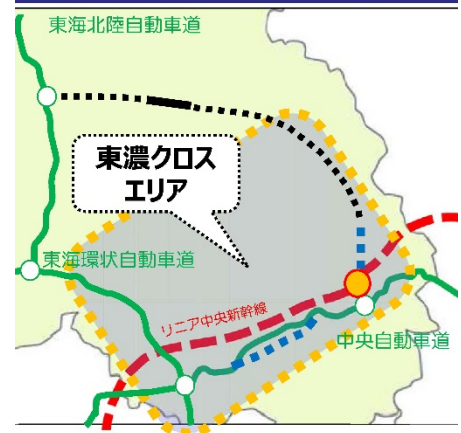 東海北陸自動車道
東濃クロス
エリア
東海環状自動車道
リニア中央新幹線
中央自動車道